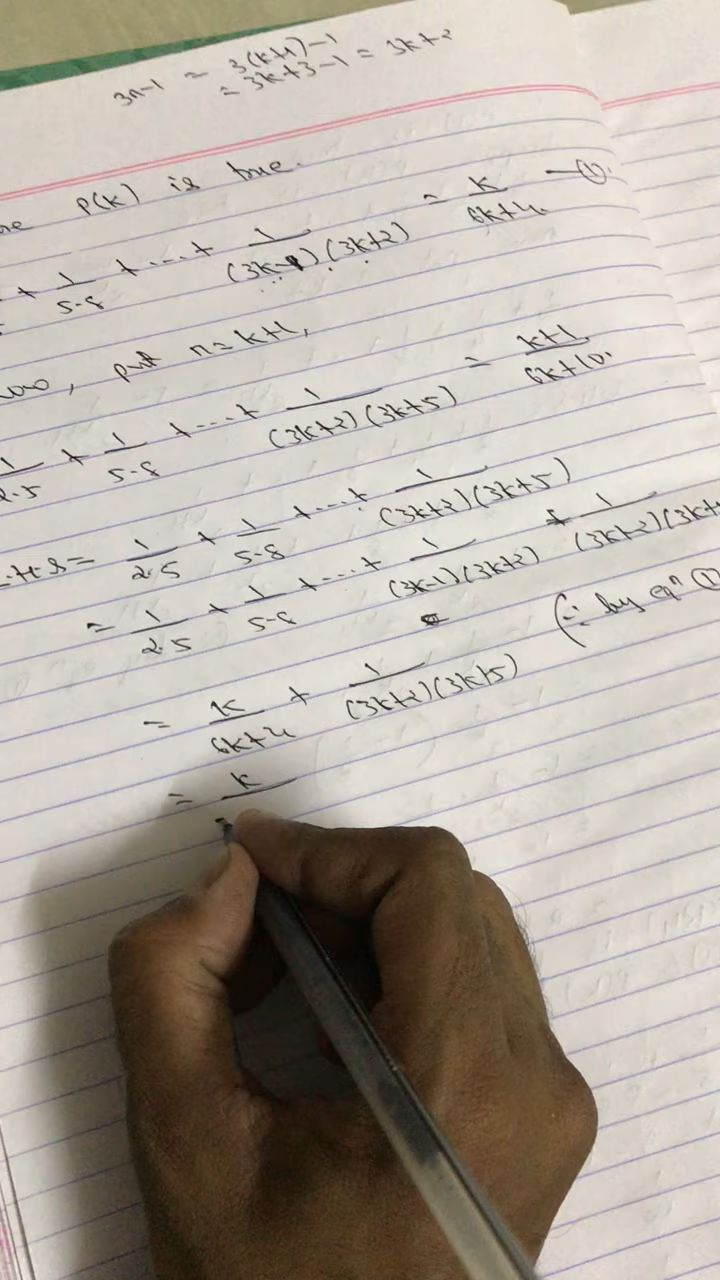 3n-1 = 3(k+1)-1
= 3k+3-1 = 3k+2
P(k) is true.
+ 1/5·8 + ... + 1/(3k-1)(3k+2) = k/6k+4 — ①.
, put n=k+1,
1/2·5 + 1/5·8 + ... + 1/(3k+2)(3k+5) = k+1/6k+10.
.H.S = 1/2·5 + 1/5·8 + ... + 1/(3k+2)(3k+5)
= 1/2·5 + 1/5·8 + ... + 1/(3k-1)(3k+2) + 1/(3k+2)(3k+
(∵ by eqn ①
= k/6k+4 + 1/(3k+2)(3k+5)
= k